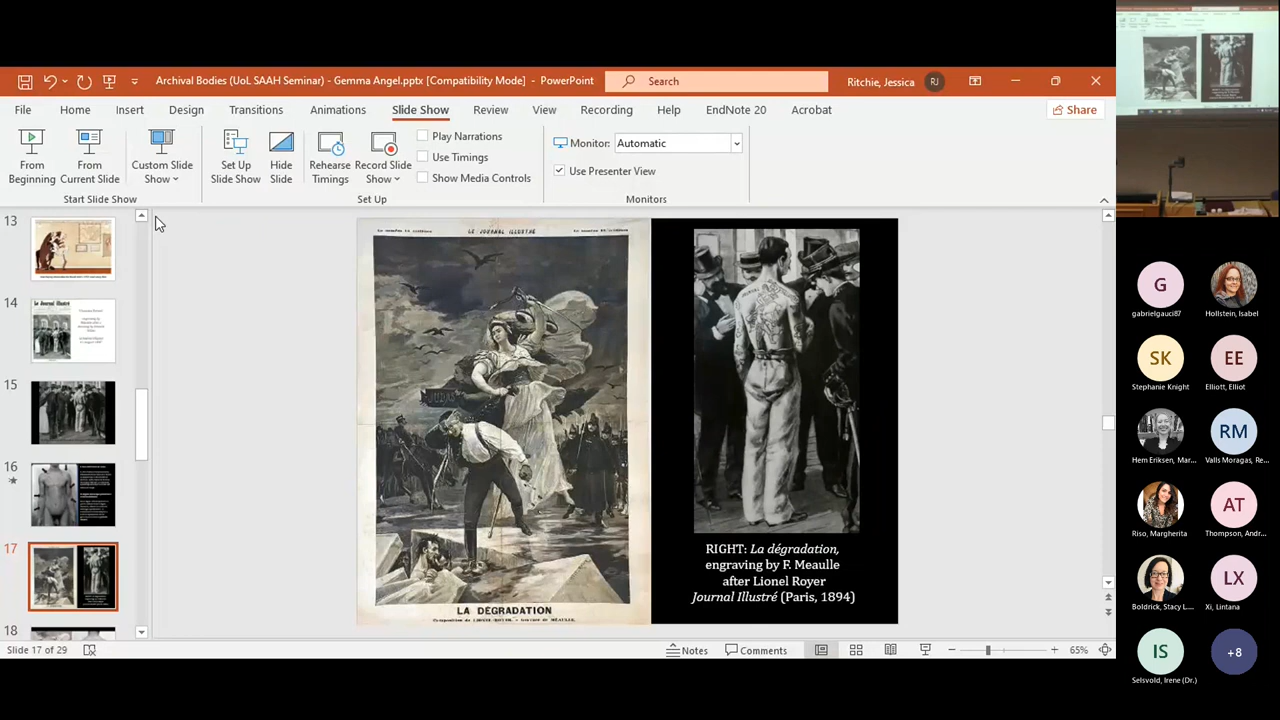 Archival Bodies (UoL SAAH Seminar) - Gemma Angel.pptx [Compatibility Mode] - PowerPoint
Search
Ritchie, Jessica
RJ
File
Home
Insert
Design
Transitions
Animations
Slide Show
Review
View
Recording
Help
EndNote 20
Acrobat
Share
From Beginning
From Current Slide
Custom Slide Show
Set Up Slide Show
Hide Slide
Rehearse Timings
Record Slide Show
Play Narrations
Use Timings
Show Media Controls
Monitor:
Automatic
Use Presenter View
Start Slide Show
Set Up
Monitors
13
14
Le Journal illustré
15
16
17
18
LE JOURNAL ILLUSTRÉ
JUDAS
LA DÉGRADATION
RIGHT: La dégradation,
engraving by F. Meaulle
after Lionel Royer
Journal Illustré (Paris, 1894)
Slide 17 of 29
Notes
Comments
65%
G
gabrielgauci87
Hollstein, Isabel
SK
Stephanie Knight
EE
Elliott, Elliot
Hem Eriksen, Mar...
RM
Valls Moragas, Re...
Riso, Margherita
AT
Thompson, Andr...
Boldrick, Stacy L...
LX
Xi, Lintana
IS
Selsvold, Irene (Dr.)
+8